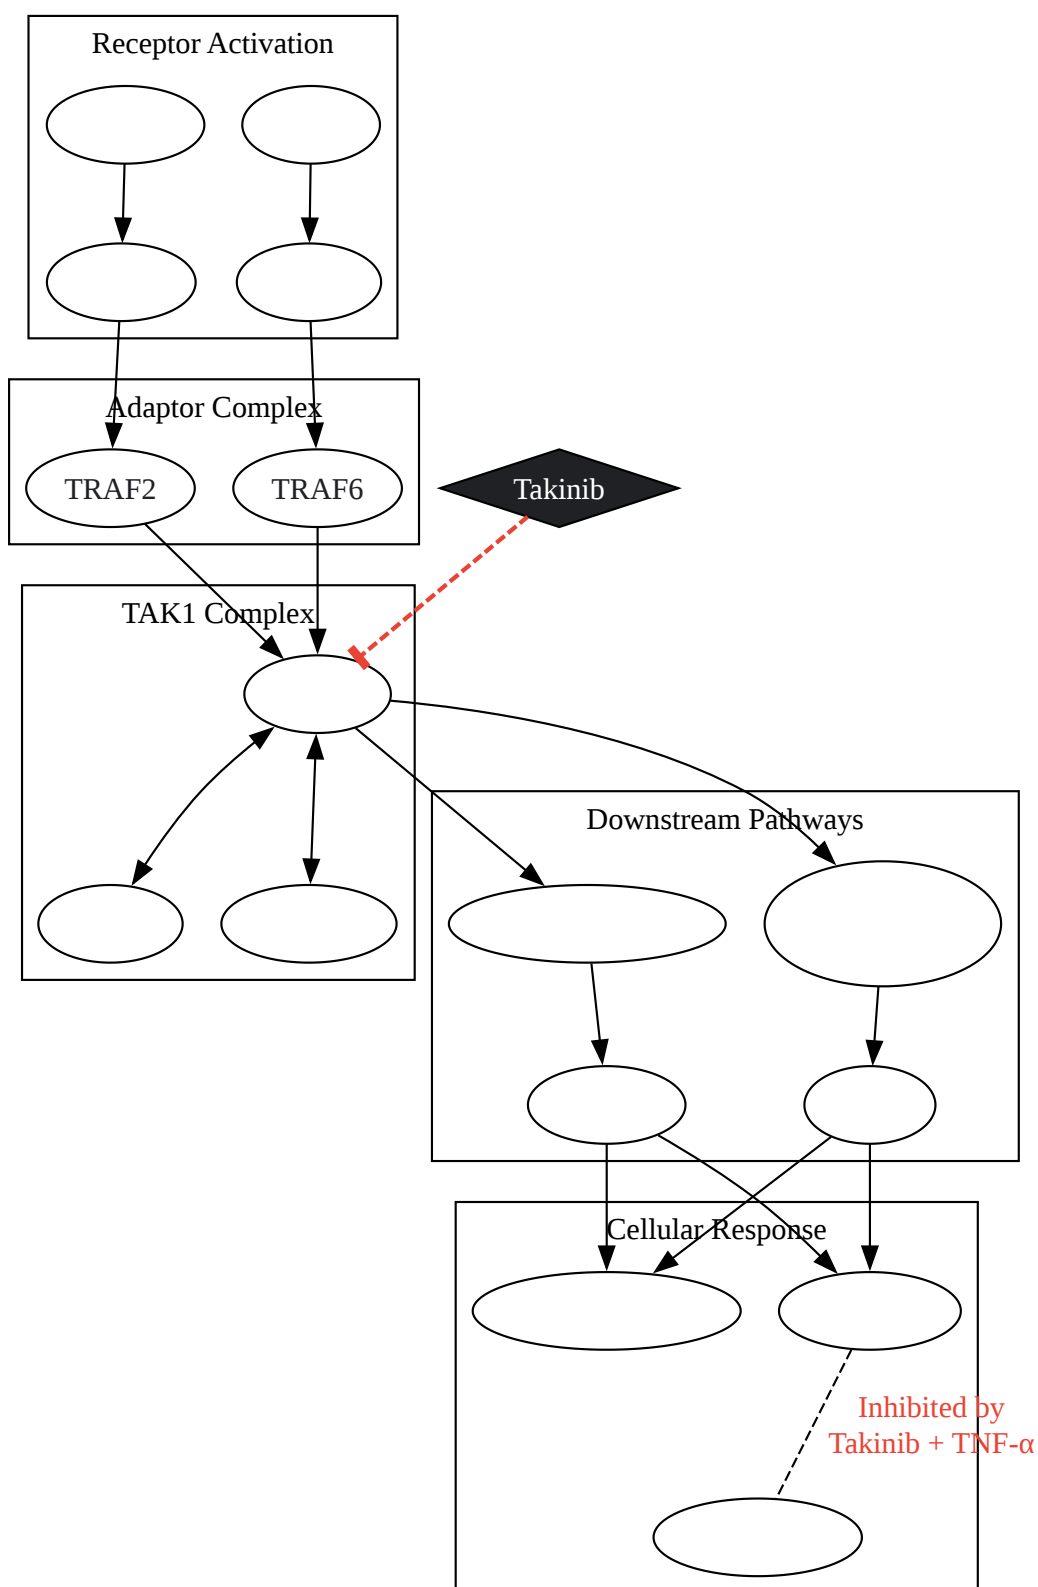 Receptor Activation
Adaptor Complex
TRAF2
TRAF6
Takinib
TAK1 Complex
Downstream Pathways
Cellular Response
Inhibited by
Takinib + TNF-α